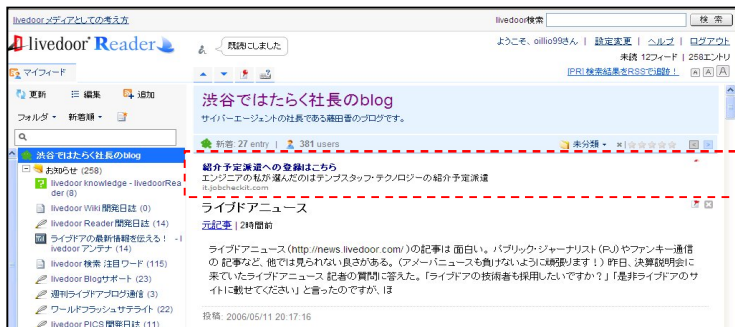 livedoor メディアとしての考え方
livedoor検索
検 索
livedoor Reader
既読にしました
ようこそ、oillio99さん | 設定変更 | ヘルプ | ログアウト
未読 12フィード | 258エントリ
マイフィード
[PR] 検索結果をRSSで追跡!
A A A
更新 編集 追加
フォルダ・ 新着順・
渋谷ではたらく社長のblog
サイバーエージェントの社長である藤田晋のブログです。
新着: 27 entry | 381 users
未分類・
渋谷ではたらく社長のblog
お知らせ (258)
livedoor knowledge - livedoorReader (8)
livedoor Wiki 開発日誌 (0)
livedoor Reader 開発日誌 (14)
ライブドアの最新情報を伝える! - livedoor アンテナ (14)
livedoor 検索 注目ワード (115)
livedoor Blogサポート (23)
週刊ライブドアブログ通信 (3)
ワールドフラッシュサテライト (22)
livedoor PICS 開発日誌 (11)
紹介予定派遣への登録はこちら
エンジニアの私が選んだのはテンプスタッフ・テクノロジーの紹介予定派遣
it.jobcheckit.com
ライブドアニュース
元記事 | 2時間前
ライブドアニュース(http://news.livedoor.com/)の記事は面白い。パブリック・ジャーナリスト(PJ)やファンキー通信
の記事など、他では見られない良さがある。(アメーバニュースも負けないように頑張ります!) 昨日、決算説明会に
来ていたライブドアニュース 記者の質問に答えた。「ライブドアの技術者も採用したいですか?」「是非ライブドアのサ
イトに載せてください」と言ったのですが、ほ
投稿: 2006/05/11 20:17:16